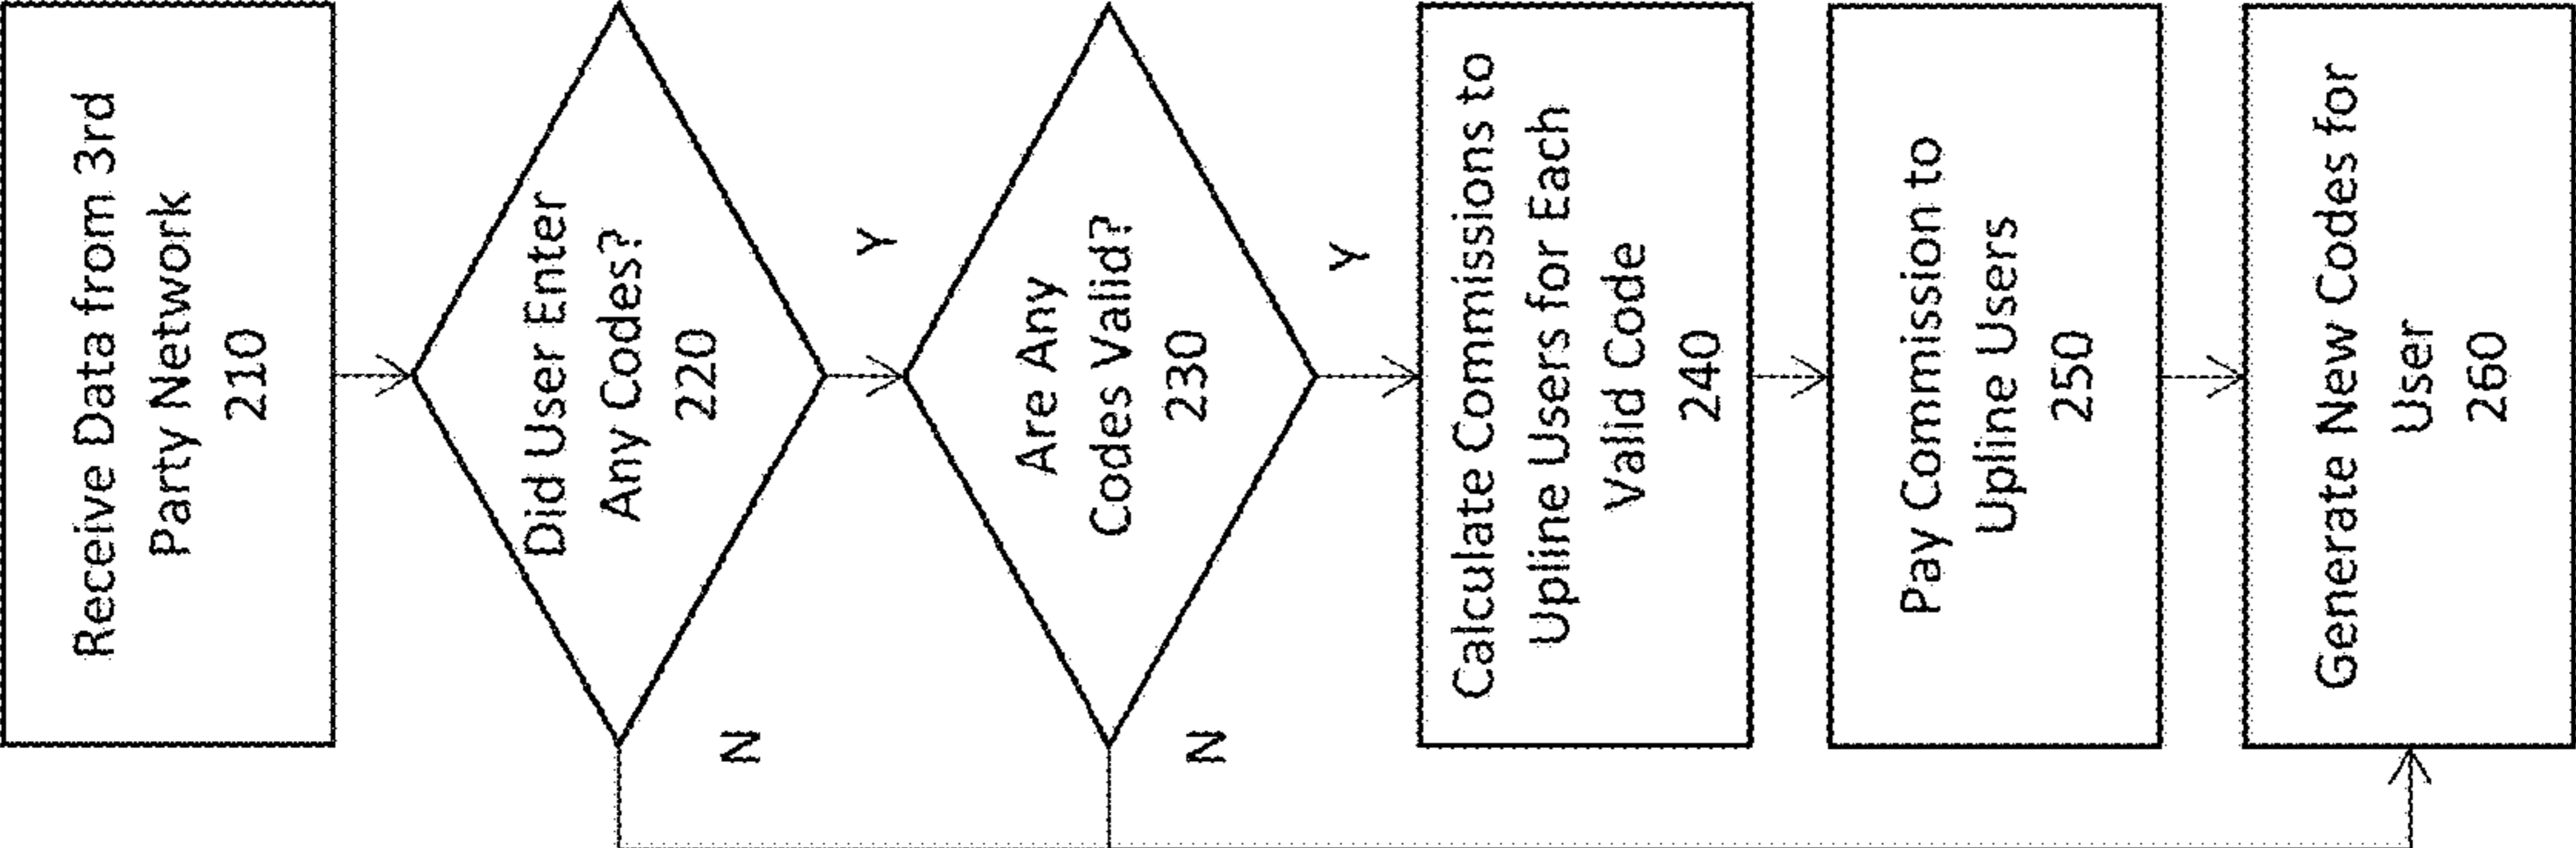 Receive Data from 3rd
Party Network
210
Did User Enter
Any Codes?
220
Y
N
Are Any
Codes Valid?
230
Y
N
Calculate Commissions to
Upline Users for Each
Valid Code
240
Pay Commission to
Upline Users
250
Generate New Codes for
User
260